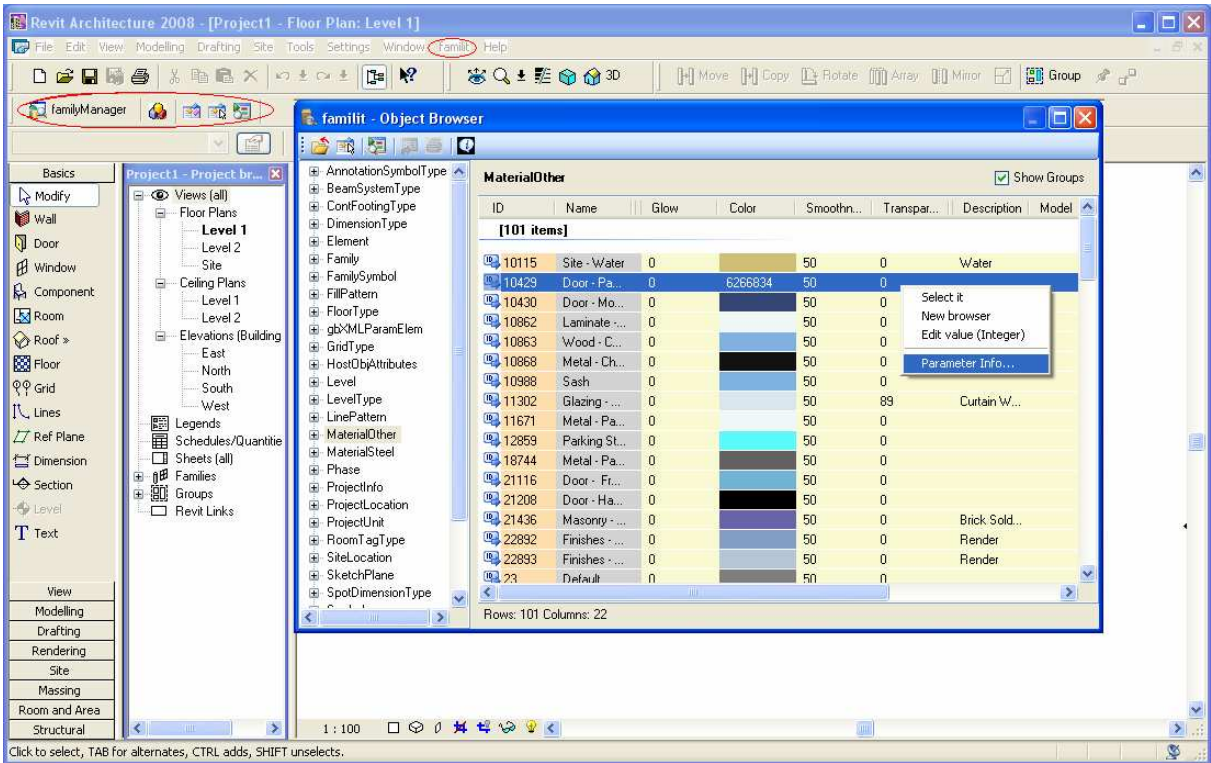 Revit Architecture 2008 - [Project1 - Floor Plan: Level 1]
File Edit View Modelling Drafting Site Tools Settings Window Familit Help
3D Move Copy Array Group
familyManager
familit - Object Browser
Basics
Modify
Wall
Door
Window
Component
Room
Roof »
Floor
Grid
Lines
Ref Plane
Dimension
Section
Level
Text
View
Modelling
Drafting
Rendering
Site
Massing
Room and Area
Structural
Project1 - Project br...
Views (all)
Floor Plans
Level 1
Level 2
Site
Ceiling Plans
Level 1
Level 2
Elevations (Building
East
North
South
West
Legends
Schedules/Quantitie
Sheets (all)
Families
Groups
Revit Links
AnnotationSymbolType
BeamSystemType
ContFootingType
DimensionType
Element
Family
FamilySymbol
FillPattern
FloorType
gbXMLParamElem
GridType
HostObjAttributes
Level
LevelType
LinePattern
MaterialOther
MaterialSteel
Phase
ProjectInfo
ProjectLocation
ProjectUnit
RoomTagType
SiteLocation
SketchPlane
SpotDimensionType
MaterialOther Show Groups
ID Name Glow Color Smoothn... Transpar... Description Model
[101 items]
10115 Site - Water 0 50 0 Water
10429 Door - Pa... 0 6266834 50 0
10430 Door - Mo... 0 50 0
10862 Laminate -... 0 50 0
10863 Wood - C... 0 50 0
10868 Metal - Ch... 0 50 0
10988 Sash 0 50 0
11302 Glazing - ... 0 50 89 Curtain W...
11671 Metal - Pa... 0 50 0
12859 Parking St... 0 50 0
18744 Metal - Pa... 0 50 0
21116 Door - Fr... 0 50 0
21208 Door - Ha... 0 50 0
21436 Masonry - ... 0 50 0 Brick Sold...
22892 Finishes - ... 0 50 0 Render
22893 Finishes - ... 0 50 0 Render
23 Default 0 50 0
Select it
New browser
Edit value (Integer)
Parameter Info...
Rows: 101 Columns: 22
1 : 100
Click to select, TAB for alternates, CTRL adds, SHIFT unselects.